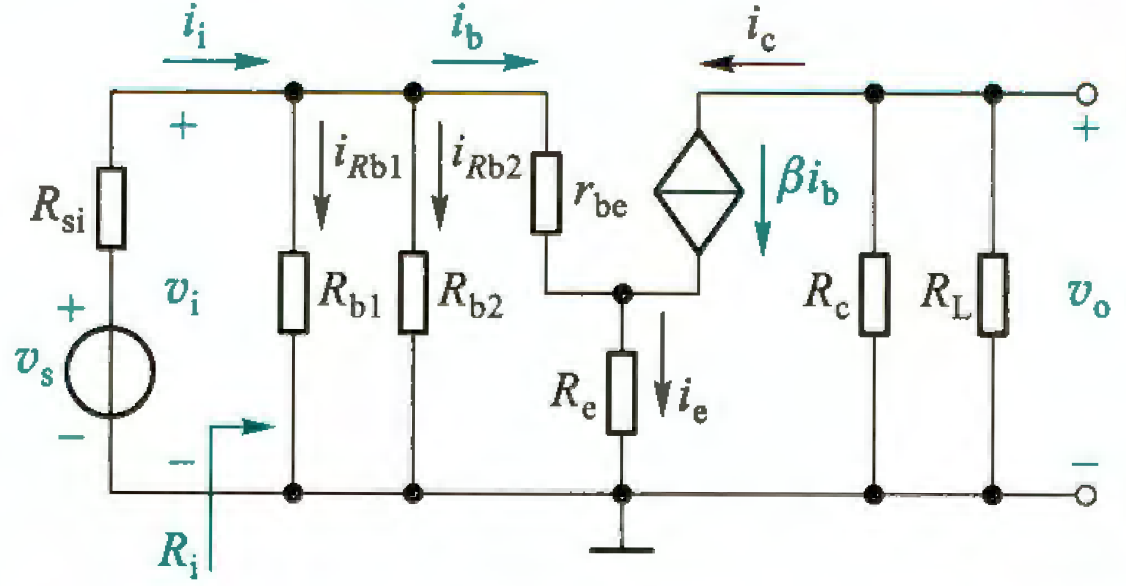 i_i
i_b
i_c
+
i_Rb1
i_Rb2
r_be
βi_b
+
R_si
v_i
R_b1
R_b2
R_c
R_L
v_o
+
v_s
R_e
i_e
−
−
−
R_i